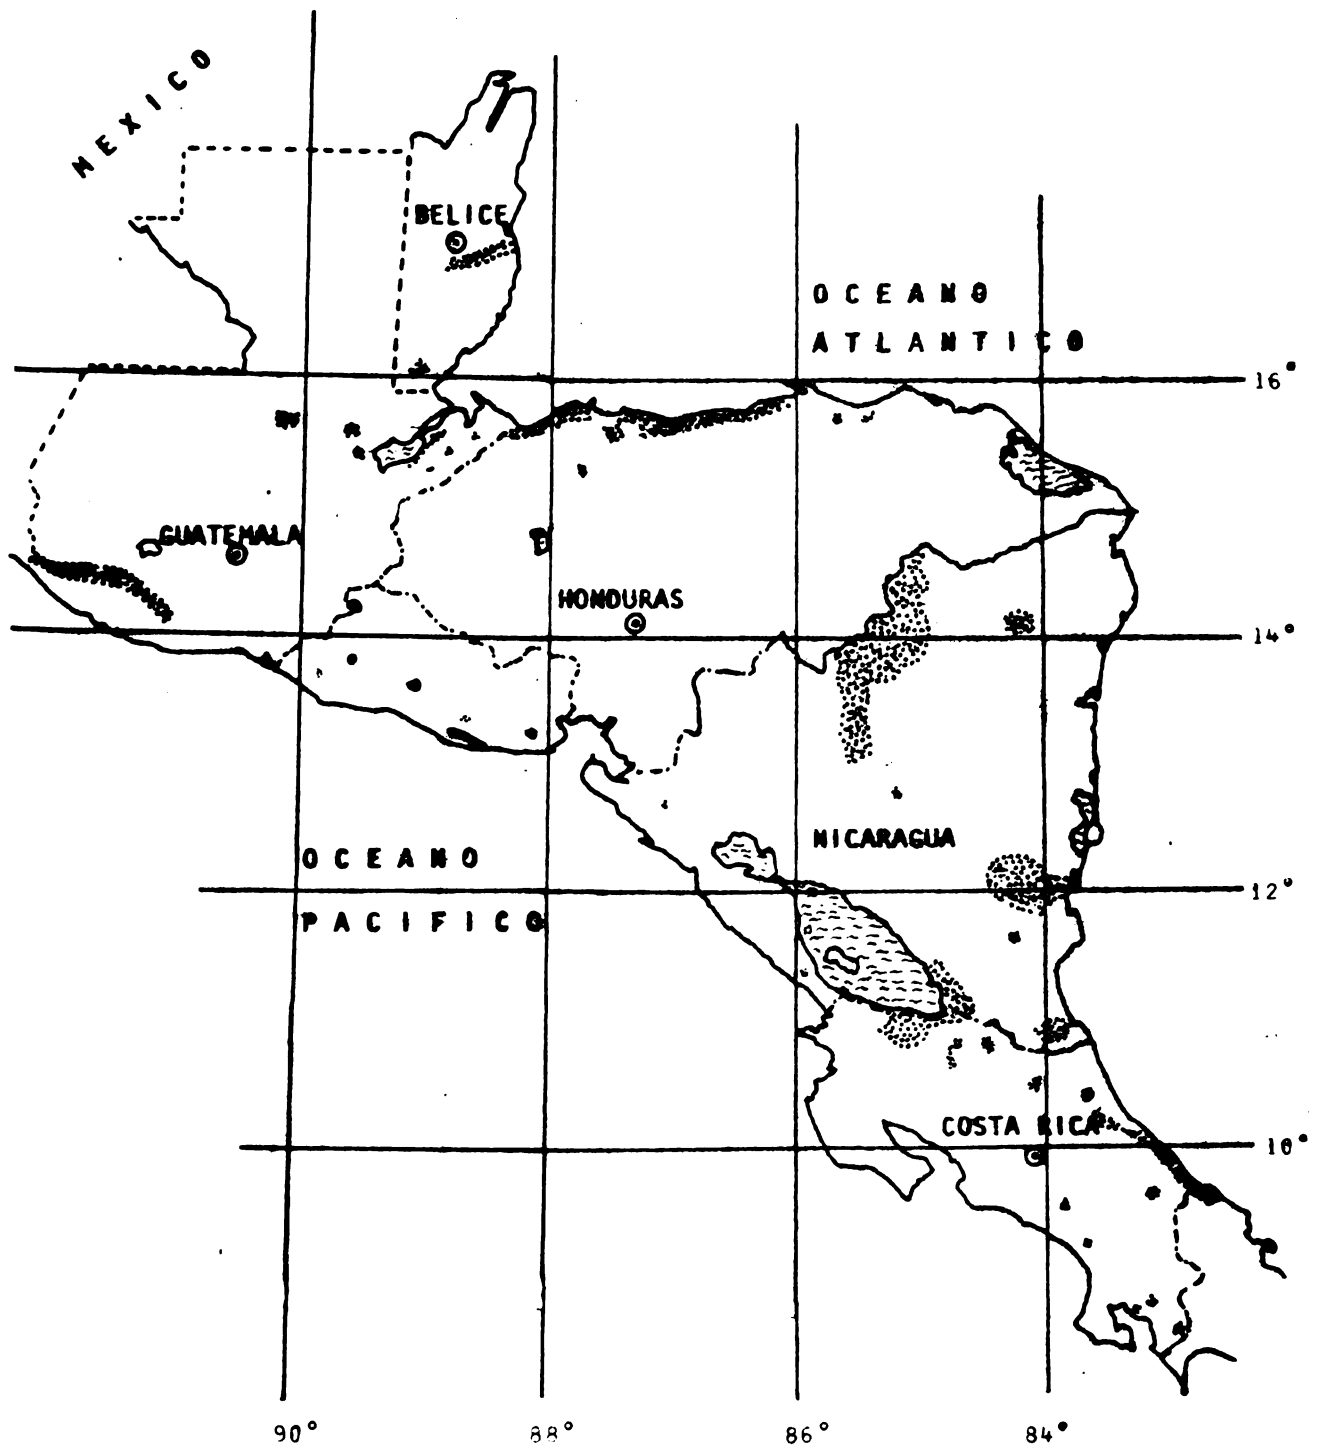 MEXICO
BELICE
OCEANO
ATLANTICO
16°
GUATEMALA
HONDURAS
14°
NICARAGUA
OCEANO
12°
PACIFICO
COSTA RICA
10°
90°
88°
86°
84°